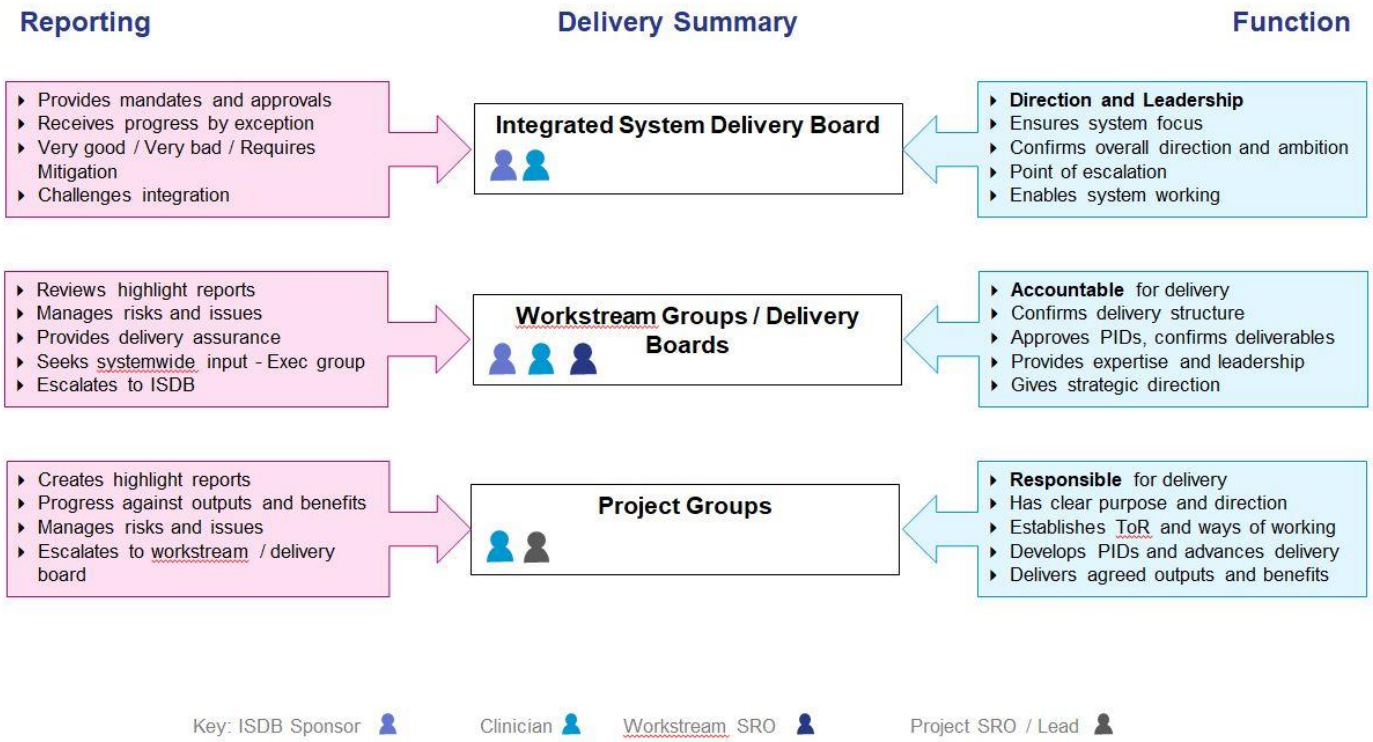 Reporting
Delivery Summary
Function
Provides mandates and approvals
Receives progress by exception
Very good / Very bad / Requires
Mitigation
Challenges integration
Integrated System Delivery Board
Direction and Leadership
Ensures system focus
Confirms overall direction and ambition
Point of escalation
Enables system working
Reviews highlight reports
Manages risks and issues
Provides delivery assurance
Seeks systemwide input - Exec group
Escalates to ISDB
Workstream Groups / Delivery
Boards
Accountable for delivery
Confirms delivery structure
Approves PIDs, confirms deliverables
Provides expertise and leadership
Gives strategic direction
Creates highlight reports
Progress against outputs and benefits
Manages risks and issues
Escalates to workstream / delivery
board
Project Groups
Responsible for delivery
Has clear purpose and direction
Establishes ToR and ways of working
Develops PIDs and advances delivery
Delivers agreed outputs and benefits
Key: ISDB Sponsor
Clinician
Workstream SRO
Project SRO / Lead